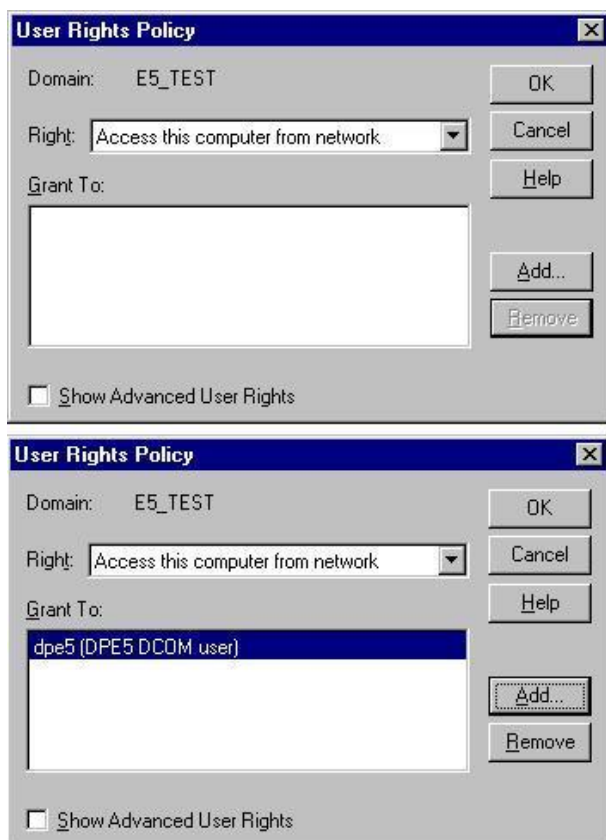 User Rights Policy
Domain: E5_TEST
OK
Right: Access this computer from network
Cancel
Help
Grant To:
Add...
Remove
Show Advanced User Rights
User Rights Policy
Domain: E5_TEST
OK
Right: Access this computer from network
Cancel
Help
Grant To:
dpe5 (DPE5 DCOM user)
Add...
Remove
Show Advanced User Rights